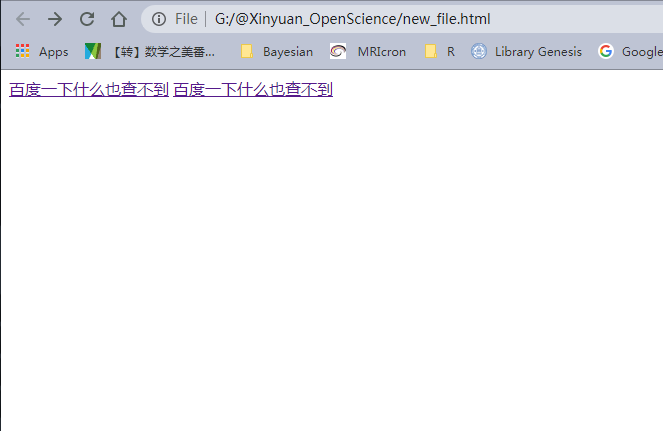 File G:/@Xinyuan_OpenScience/new_file.html
Apps 【转】数学之美番... Bayesian MRIcron R Library Genesis Google
百度一下什么也查不到 百度一下什么也查不到